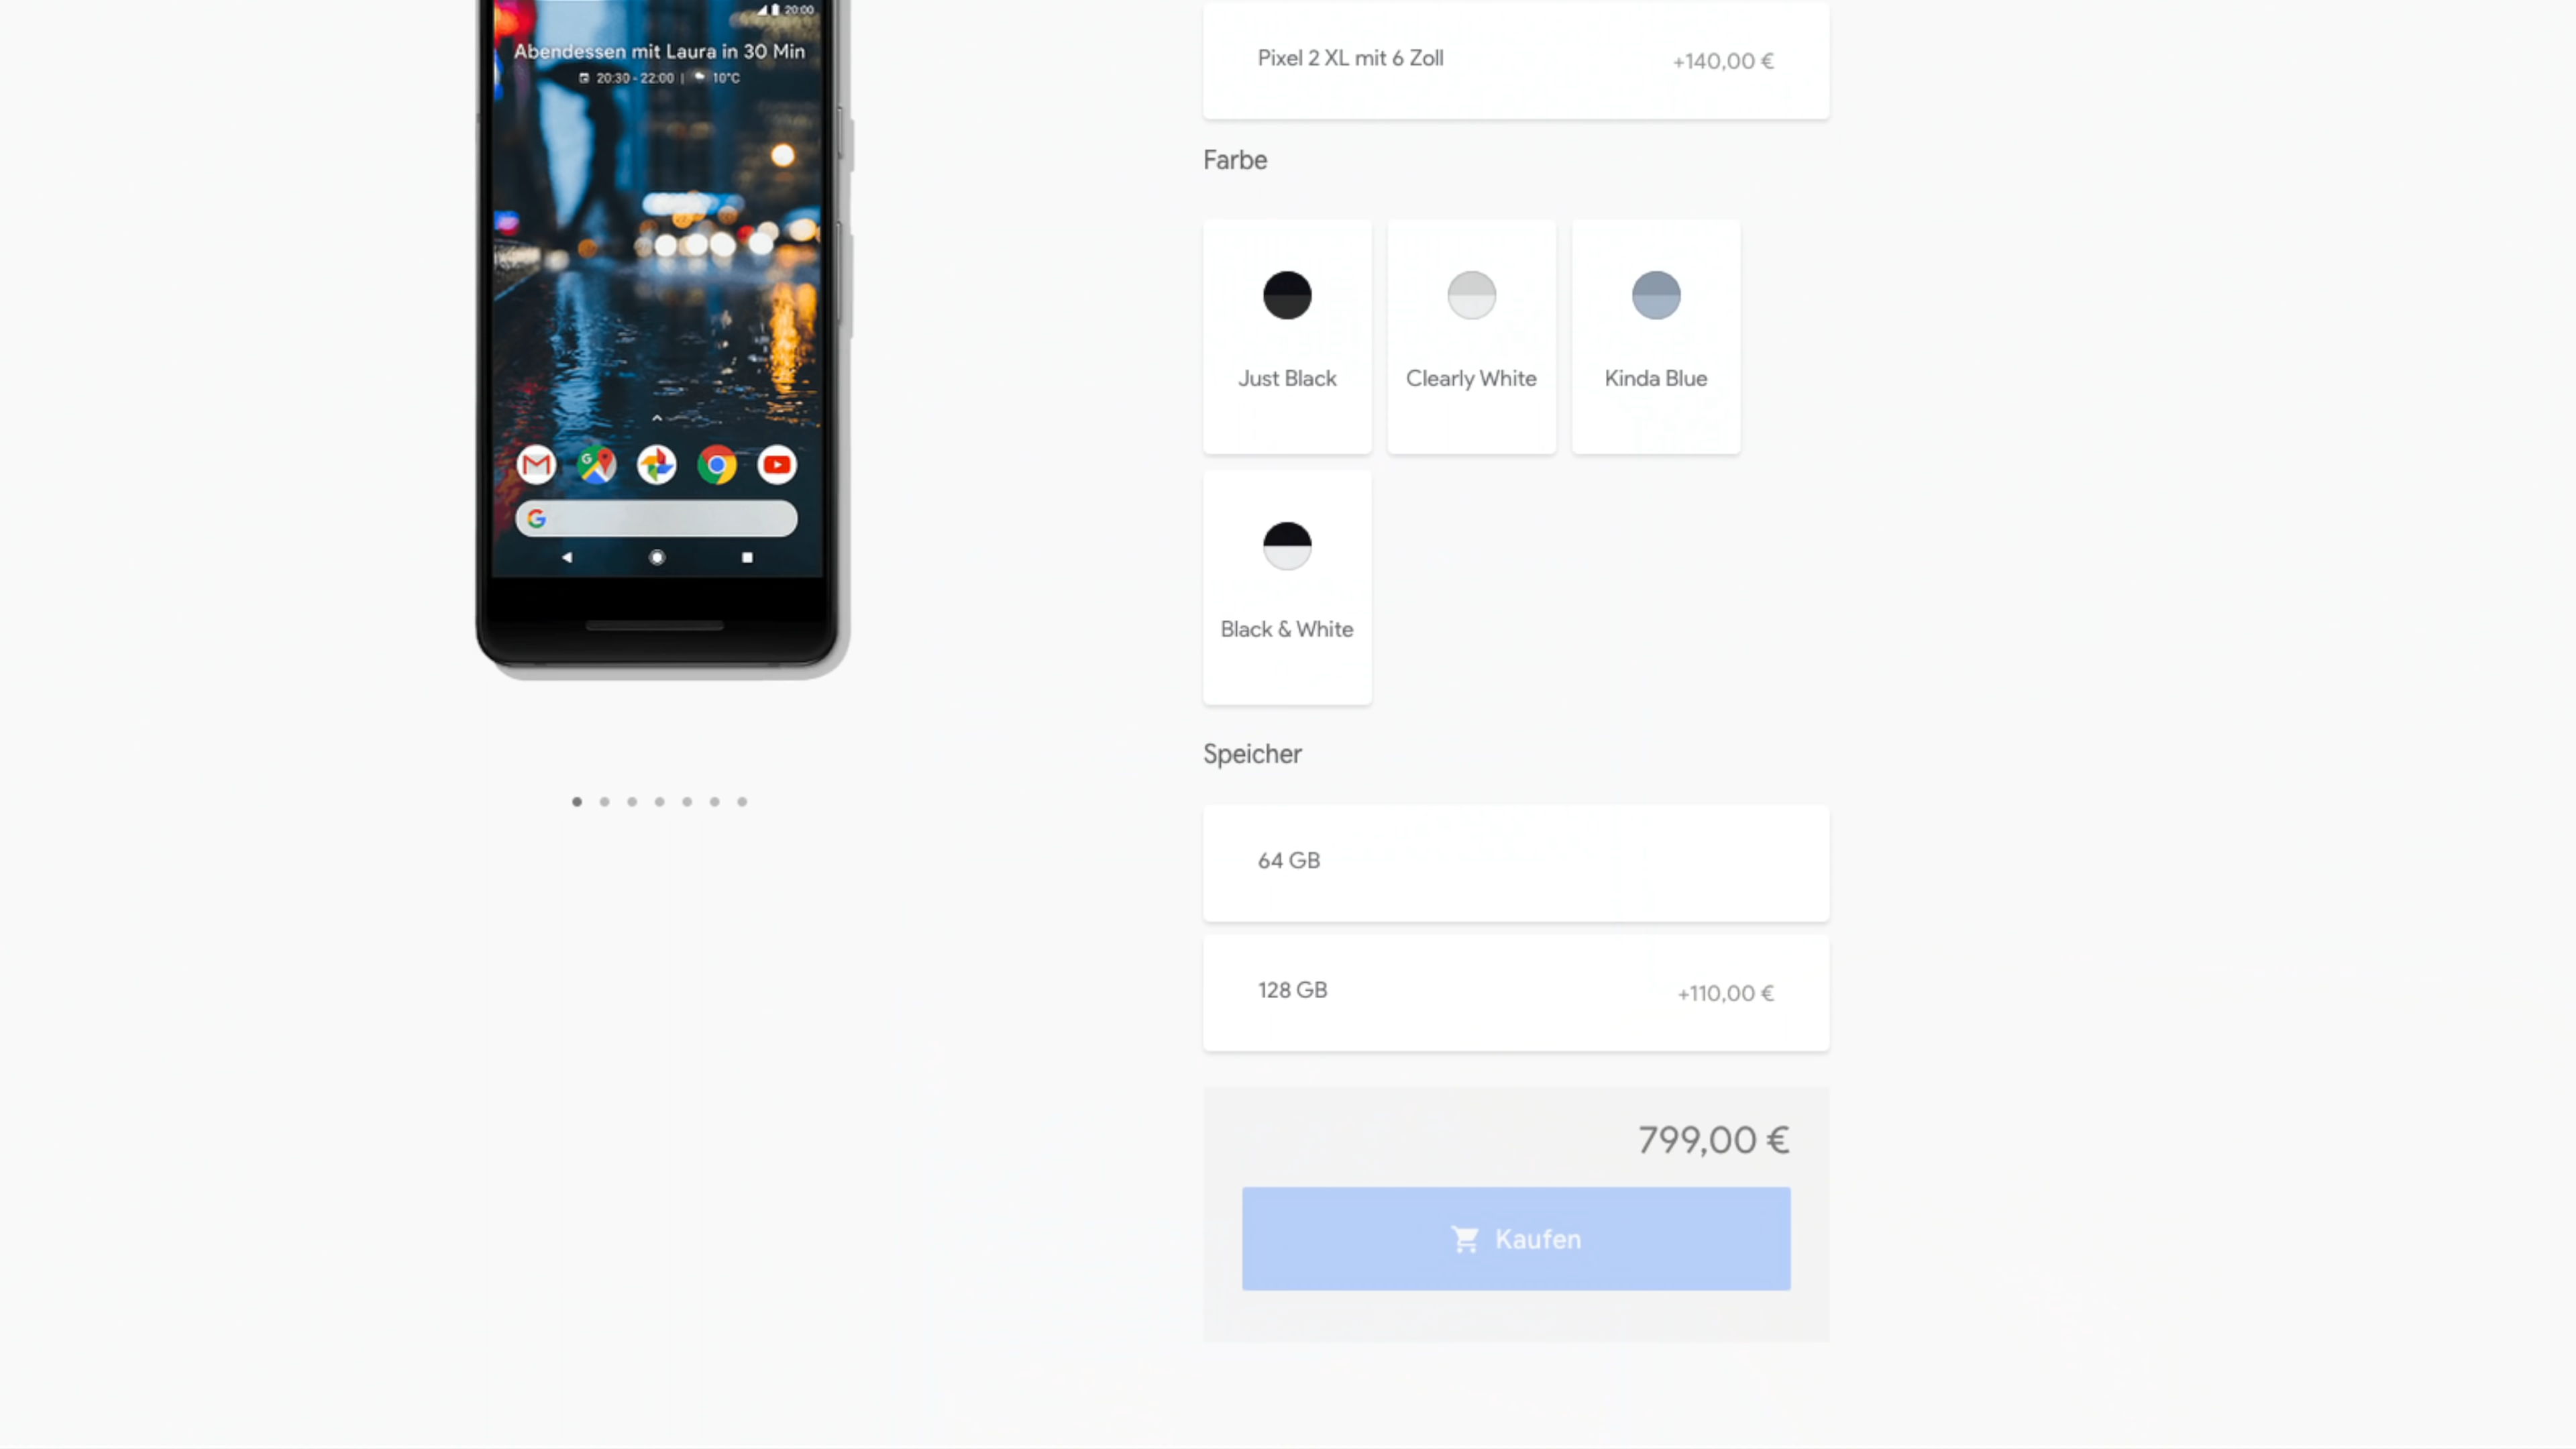 20:00
Abendessen mit Laura in 30 Min
20:30 - 22:00 | 10°C
G
Pixel 2 XL mit 6 Zoll
+140,00 €
Farbe
Just Black
Clearly White
Kinda Blue
Black & White
Speicher
64 GB
128 GB
+110,00 €
799,00 €
Kaufen